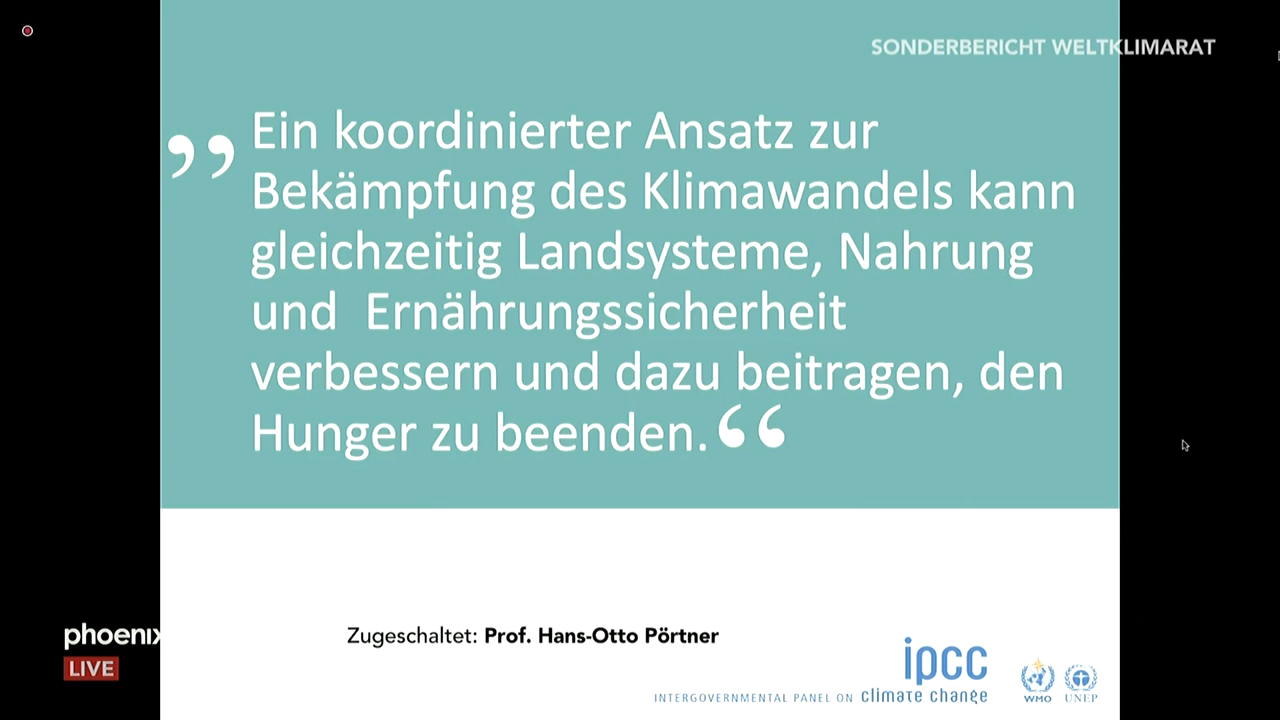 SONDERBERICHT WELTKLIMARAT
” Ein koordinierter Ansatz zur
Bekämpfung des Klimawandels kann
gleichzeitig Landsysteme, Nahrung
und Ernährungssicherheit
verbessern und dazu beitragen, den
Hunger zu beenden. “
phoenix
LIVE
Zugeschaltet: Prof. Hans-Otto Pörtner
ipcc
INTERGOVERNMENTAL PANEL ON climate change
WMO
UNEP